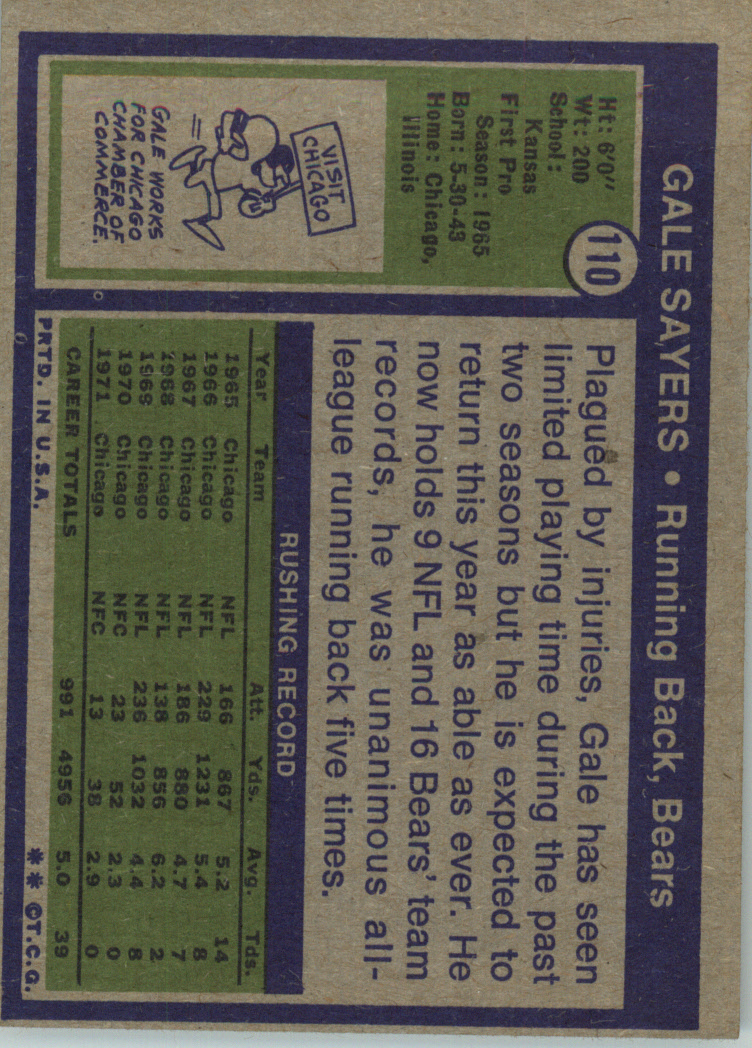 GALE SAYERS • Running Back, Bears
110
Ht: 6'0"
Wt: 200
School:
Kansas
First Pro
Season: 1965
Born: 5-30-43
Home: Chicago,
Illinois
VISIT
CHICAGO
GALE WORKS
FOR CHICAGO
CHAMBER OF
COMMERCE.
Plagued by injuries, Gale has seen
limited playing time during the past
two seasons but he is expected to
return this year as able as ever. He
now holds 9 NFL and 16 Bears' team
records, he was unanimous all-
league running back five times.
RUSHING RECORD
Year Team Att. Yds. Avg. Tds.
1965 Chicago NFL 166 867 5.2 14
1966 Chicago NFL 229 1231 5.4 8
1967 Chicago NFL 186 880 4.7 7
1968 Chicago NFL 138 856 6.2 2
1969 Chicago NFL 236 1032 4.4 8
1970 Chicago NFC 23 52 2.3 0
1971 Chicago NFC 13 38 2.9 0
CAREER TOTALS 991 4956 5.0 39
PRTD. IN U.S.A. ** ©T.C.G.